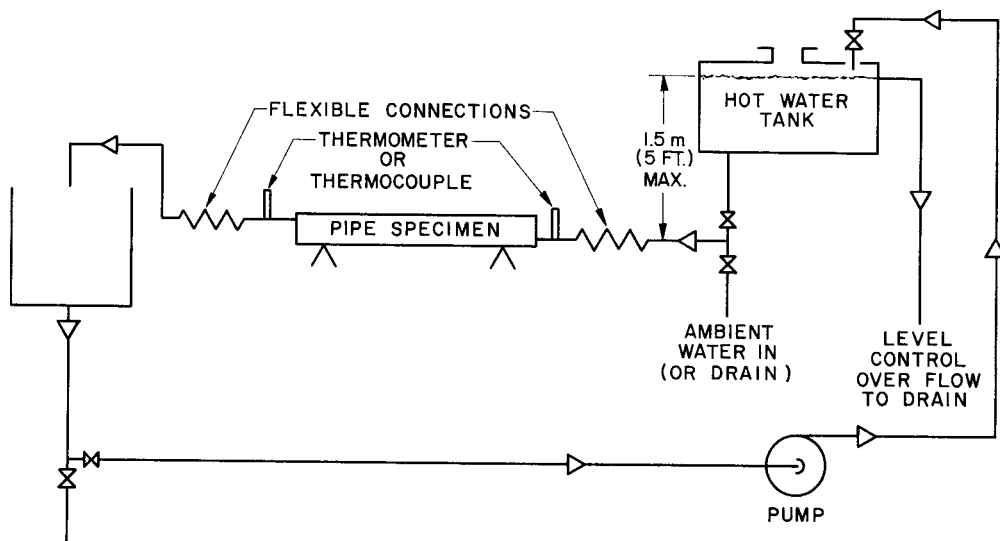 FLEXIBLE CONNECTIONS
THERMOMETER
OR
THERMOCOUPLE
PIPE SPECIMEN
1.5 m
(5 FT.)
MAX.
HOT WATER
TANK
AMBIENT
WATER IN
(OR DRAIN)
LEVEL
CONTROL
OVER FLOW
TO DRAIN
PUMP